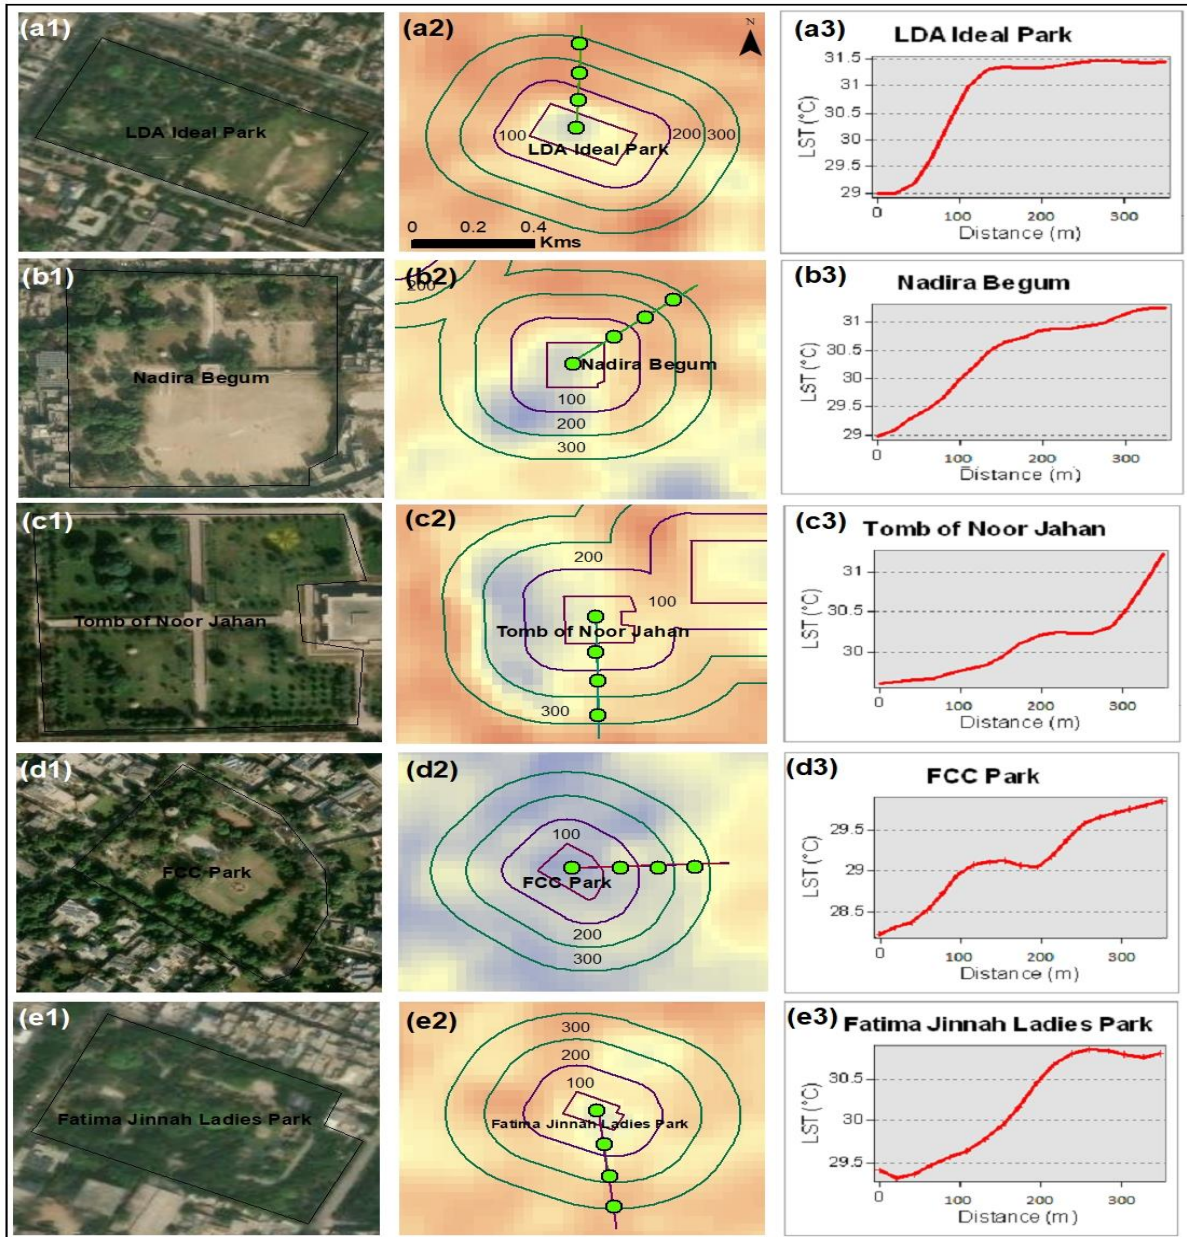 (a1)
LDA Ideal Park
(a2)
N
100
200
300
LDA Ideal Park
0 0.2 0.4
Kms
(a3)
LDA Ideal Park
LST (°C)
31.5
31
30.5
30
29.5
29
0 100 200 300
Distance (m)
(b1)
Nadira Begum
(b2)
200
Nadira Begum
100
200
300
(b3)
Nadira Begum
LST (°C)
31
30.5
30
29.5
29
0 100 200 300
Distance (m)
(c1)
Tomb of Noor Jahan
(c2)
200
100
Tomb of Noor Jahan
300
(c3)
Tomb of Noor Jahan
LST (°C)
31
30.5
30
0 100 200 300
Distance (m)
(d1)
FCC Park
(d2)
100
FCC Park
200
300
(d3)
FCC Park
LST (°C)
29.5
29
28.5
0 100 200 300
Distance (m)
(e1)
Fatima Jinnah Ladies Park
(e2)
300
200
100
Fatima Jinnah Ladies Park
(e3)
Fatima Jinnah Ladies Park
LST (°C)
30.5
30
29.5
0 100 200 300
Distance (m)